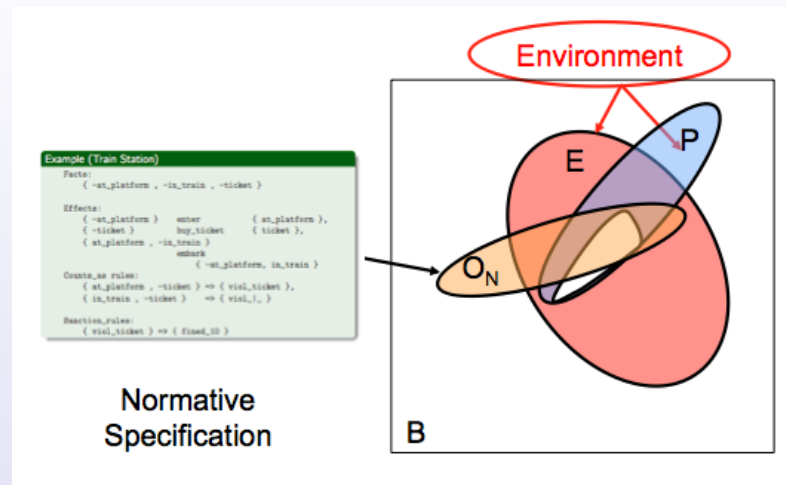 Environment
P
E
O_N
B
Example (Train Station)
Facts:
{ -at_platform , -in_train , -ticket }
Effects:
{ -at_platform } enter { at_platform },
{ -ticket } buy_ticket { ticket },
{ at_platform , -in_train }
embark
{ -at_platform, in_train }
Counts_as rules:
{ at_platform , -ticket } => { viol_ticket },
{ in_train , -ticket } => { viol_|_ }
Sanction_rules:
{ viol_ticket } => { fined_10 }
Normative
Specification